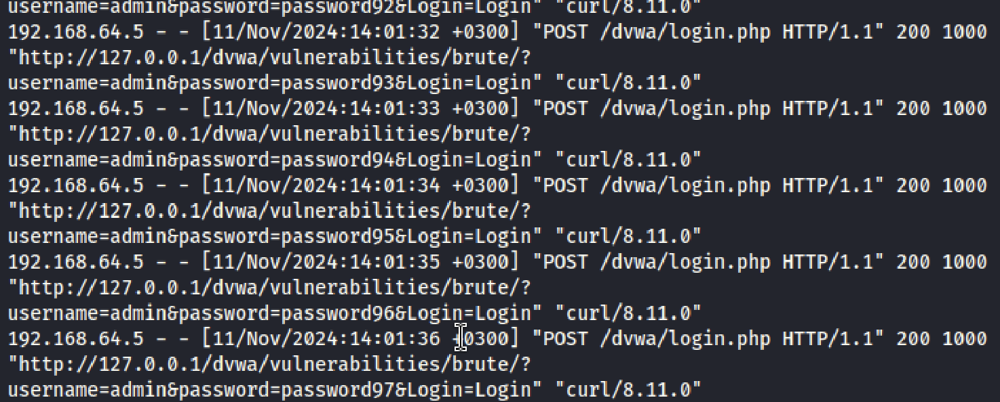 username=admin&password=password92&Login=Login" "curl/8.11.0"
192.168.64.5 - - [11/Nov/2024:14:01:32 +0300] "POST /dvwa/login.php HTTP/1.1" 200 1000
"http://127.0.0.1/dvwa/vulnerabilities/brute/?
username=admin&password=password93&Login=Login" "curl/8.11.0"
192.168.64.5 - - [11/Nov/2024:14:01:33 +0300] "POST /dvwa/login.php HTTP/1.1" 200 1000
"http://127.0.0.1/dvwa/vulnerabilities/brute/?
username=admin&password=password94&Login=Login" "curl/8.11.0"
192.168.64.5 - - [11/Nov/2024:14:01:34 +0300] "POST /dvwa/login.php HTTP/1.1" 200 1000
"http://127.0.0.1/dvwa/vulnerabilities/brute/?
username=admin&password=password95&Login=Login" "curl/8.11.0"
192.168.64.5 - - [11/Nov/2024:14:01:35 +0300] "POST /dvwa/login.php HTTP/1.1" 200 1000
"http://127.0.0.1/dvwa/vulnerabilities/brute/?
username=admin&password=password96&Login=Login" "curl/8.11.0"
192.168.64.5 - - [11/Nov/2024:14:01:36 +0300] "POST /dvwa/login.php HTTP/1.1" 200 1000
"http://127.0.0.1/dvwa/vulnerabilities/brute/?
username=admin&password=password97&Login=Login" "curl/8.11.0"